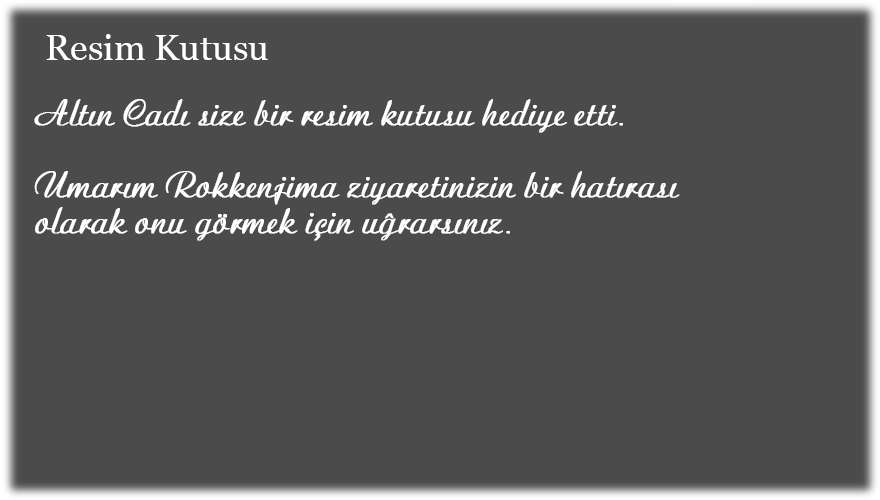 Resim Kutusu
Altın Cadı size bir resim kutusu hediye etti.
Umarım Rokkenjima ziyaretinizin bir hatırası
olarak onu görmek için uğrarsınız.